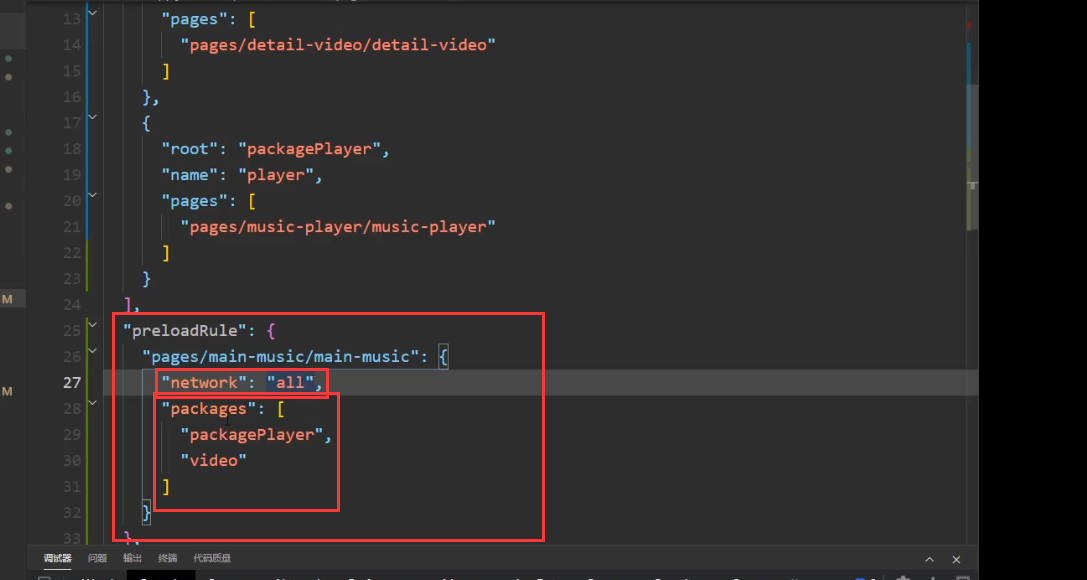 13 "pages": [
14 "pages/detail-video/detail-video"
15 ]
16 },
17 {
18 "root": "packagePlayer",
19 "name": "player",
20 "pages": [
21 "pages/music-player/music-player"
22 ]
23 }
24 ],
25 "preloadRule": {
26 "pages/main-music/main-music": {
27 "network": "all",
28 "packages": [
29 "packagePlayer",
30 "video"
31 ]
32 }
33 },
M
M
调试器 问题 输出 终端 代码质量